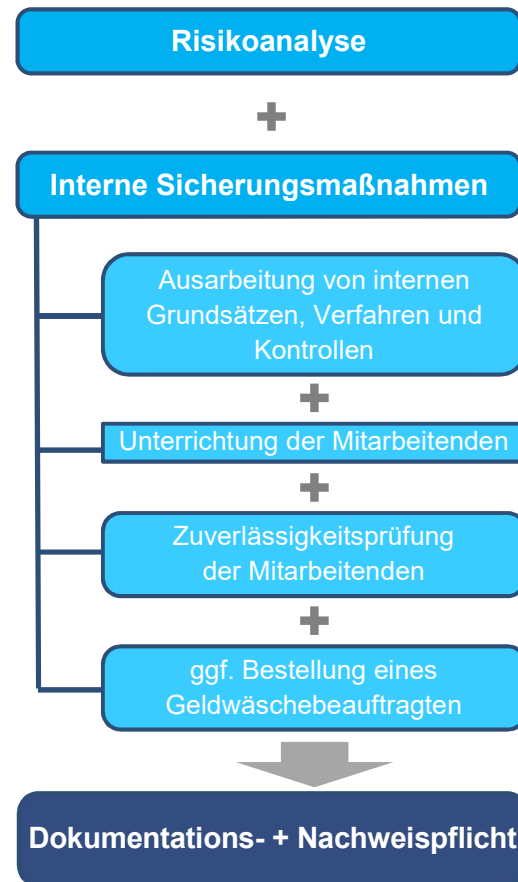 Risikoanalyse
Interne Sicherungsmaßnahmen
Ausarbeitung von internen
Grundsätzen, Verfahren und
Kontrollen
Unterrichtung der Mitarbeitenden
Zuverlässigkeitsprüfung
der Mitarbeitenden
ggf. Bestellung eines
Geldwäschebeauftragten
Dokumentations- + Nachweispflicht